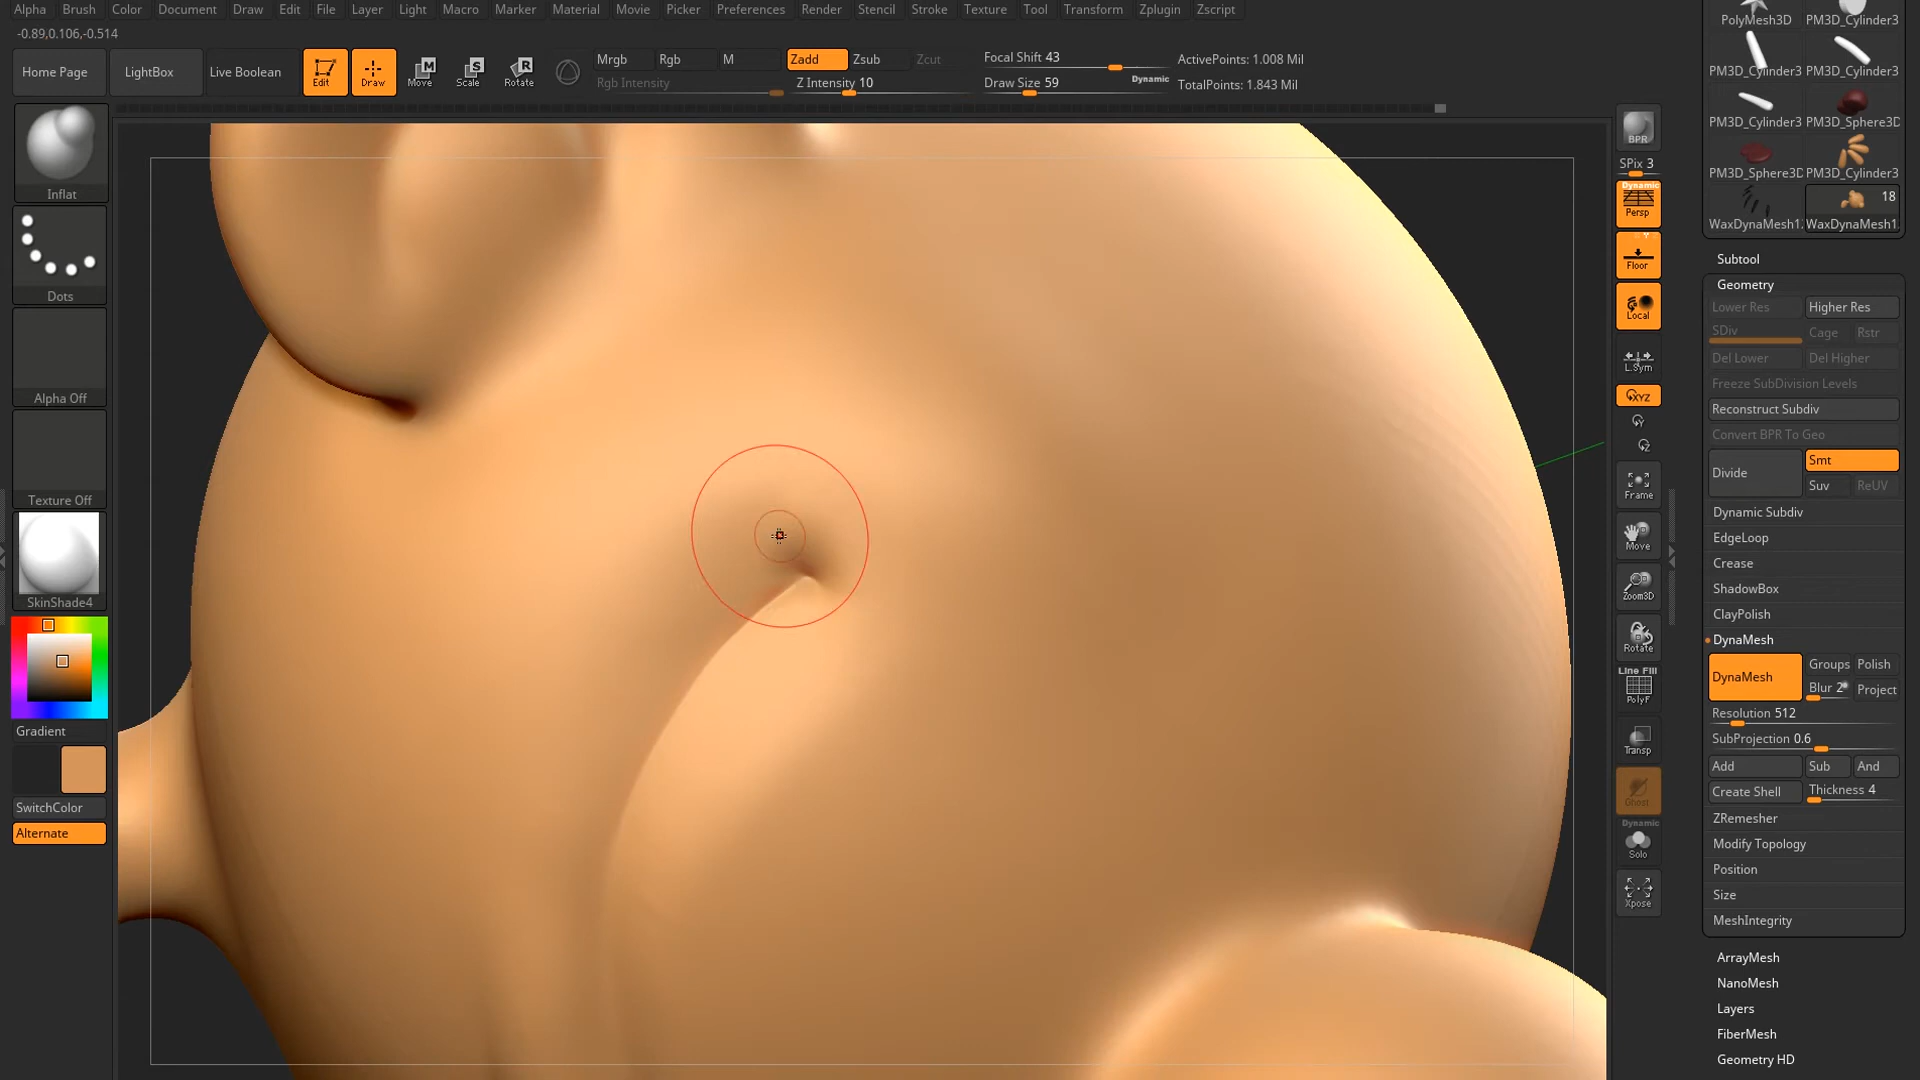 Alpha Brush Color Document Draw Edit File Layer Light Macro Marker Material Movie Picker Preferences Render Stencil Stroke Texture Tool Transform Zplugin Zscript
-0.89,0.106,-0.514
Home Page LightBox Live Boolean Edit Draw Move Scale Rotate
Mrgb Rgb M Zadd Zsub Zcut
Rgb Intensity Z Intensity 10
Focal Shift 43
Draw Size 59 Dynamic
ActivePoints: 1.008 Mil
TotalPoints: 1.843 Mil
Inflat
Dots
Alpha Off
Texture Off
SkinShade4
Gradient
SwitchColor
Alternate
BPR
SPix 3
Dynamic
Persp
Floor
Local
L.Sym
XYZ
Y
Z
Frame
Move
Zoom3D
Rotate
Line Fill
PolyF
Transp
Ghost
Dynamic
Solo
Xpose
PolyMesh3D PM3D_Cylinder3
PM3D_Cylinder3 PM3D_Cylinder3
PM3D_Cylinder3 PM3D_Sphere3D
PM3D_Sphere3D PM3D_Cylinder3
18
WaxDynaMesh1 WaxDynaMesh1
Subtool
Geometry
Lower Res Higher Res
SDiv Cage Rstr
Del Lower Del Higher
Freeze SubDivision Levels
Reconstruct Subdiv
Convert BPR To Geo
Divide Smt
Suv ReUV
Dynamic Subdiv
EdgeLoop
Crease
ShadowBox
ClayPolish
DynaMesh
DynaMesh Groups Polish
Blur 2 Project
Resolution 512
SubProjection 0.6
Add Sub And
Create Shell Thickness 4
ZRemesher
Modify Topology
Position
Size
MeshIntegrity
ArrayMesh
NanoMesh
Layers
FiberMesh
Geometry HD